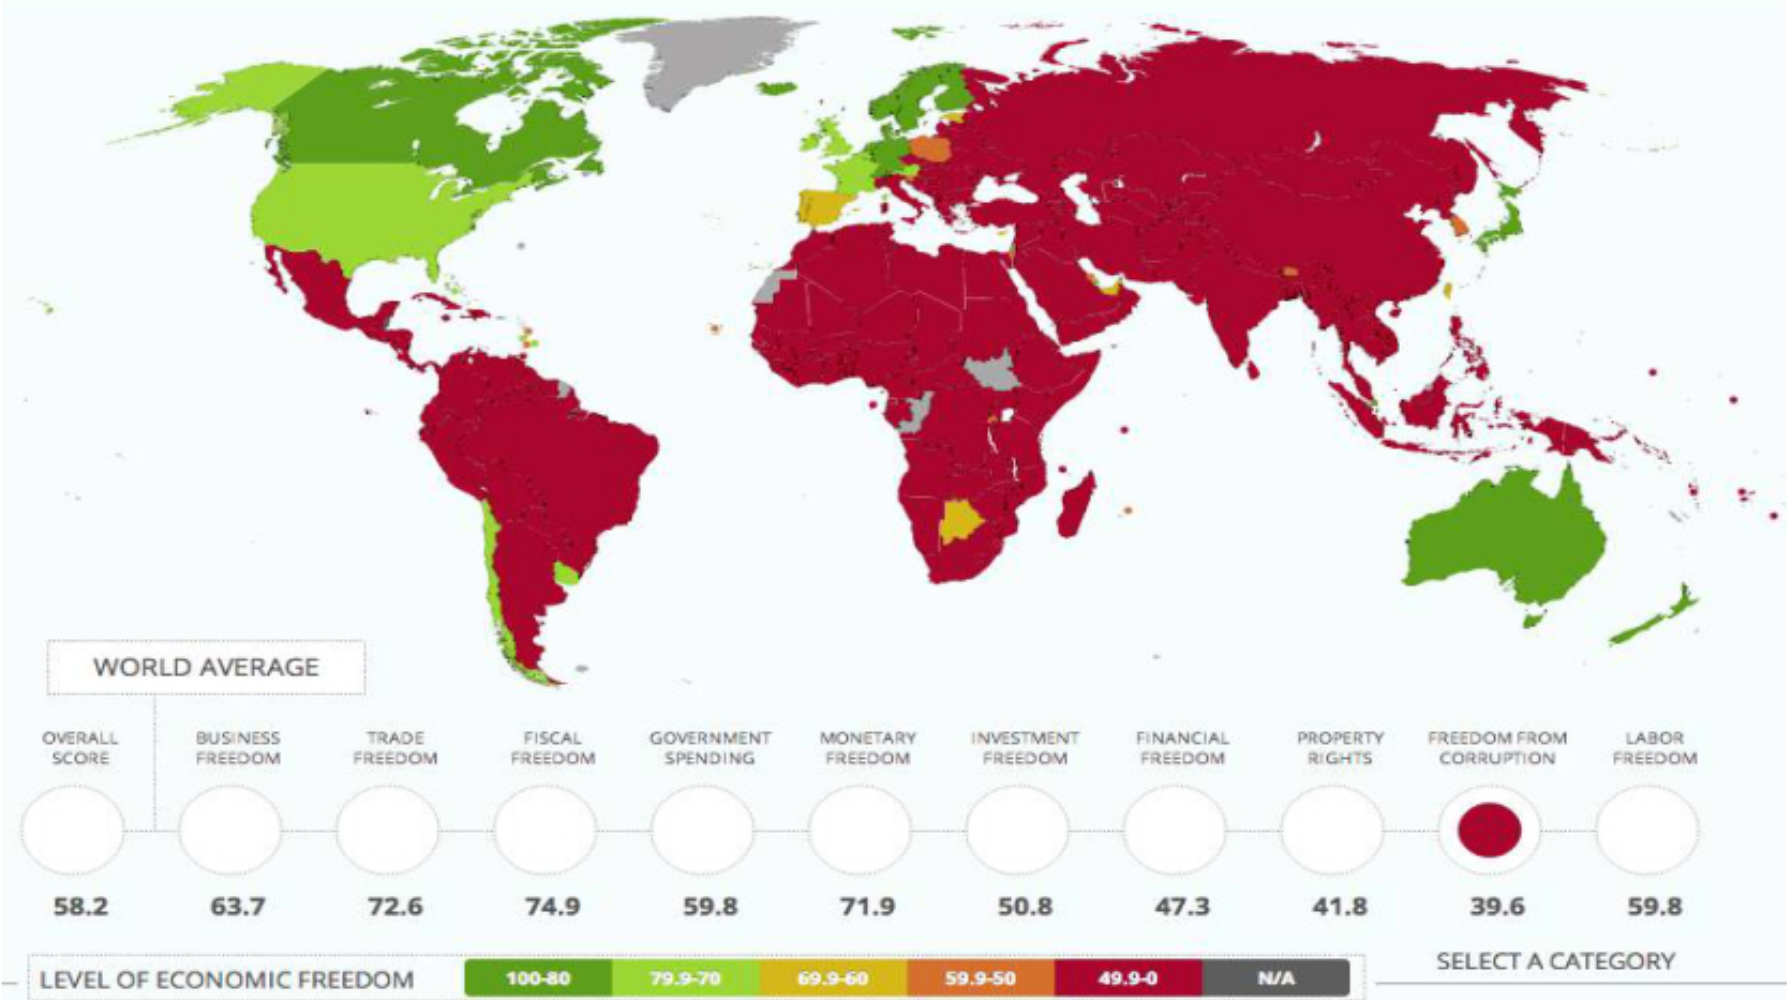 WORLD AVERAGE
OVERALL SCORE
BUSINESS FREEDOM
TRADE FREEDOM
FISCAL FREEDOM
GOVERNMENT SPENDING
MONETARY FREEDOM
INVESTMENT FREEDOM
FINANCIAL FREEDOM
PROPERTY RIGHTS
FREEDOM FROM CORRUPTION
LABOR FREEDOM
58.2 63.7 72.6 74.9 59.8 71.9 50.8 47.3 41.8 39.6 59.8
SELECT A CATEGORY
LEVEL OF ECONOMIC FREEDOM 100-80 79.9-70 69.9-60 59.9-50 49.9-0 N/A